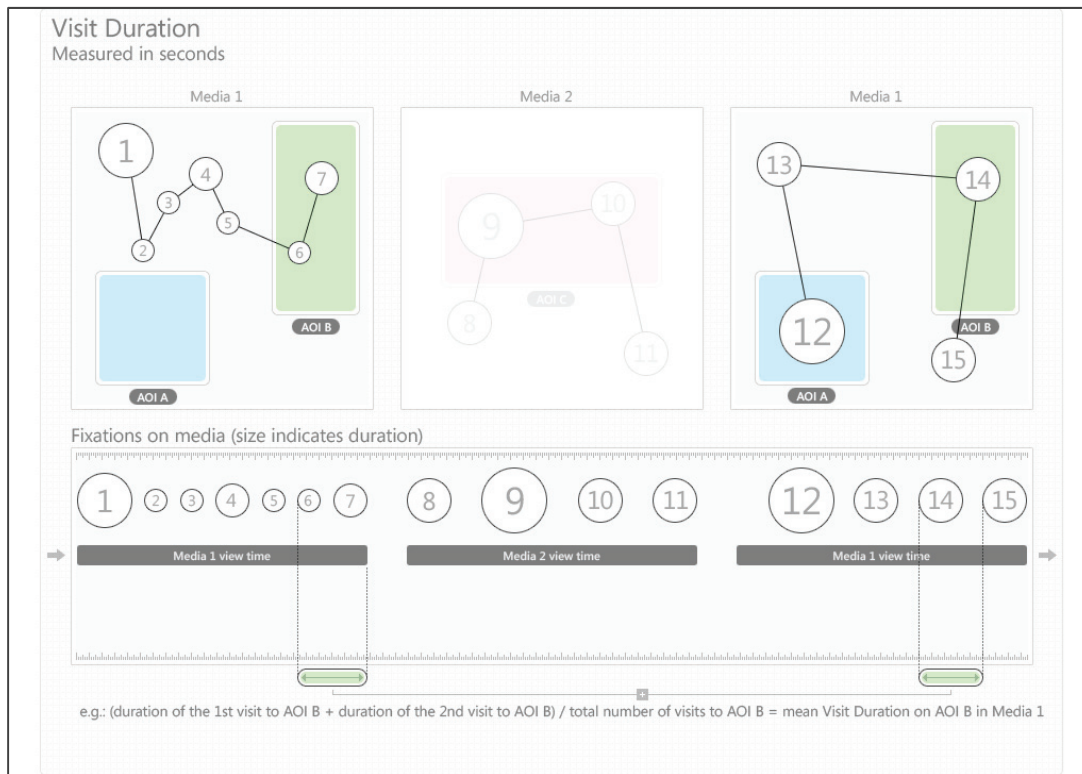 Visit Duration
Measured in seconds
Media 1
Media 2
Media 1
1
2
3
4
5
6
7
AOI B
AOI A
8
9
10
11
AOI C
12
13
14
15
AOI B
AOI A
Fixations on media (size indicates duration)
1 2 3 4 5 6 7 8 9 10 11 12 13 14 15
Media 1 view time Media 2 view time Media 1 view time
e.g.: (duration of the 1st visit to AOI B + duration of the 2nd visit to AOI B) / total number of visits to AOI B = mean Visit Duration on AOI B in Media 1